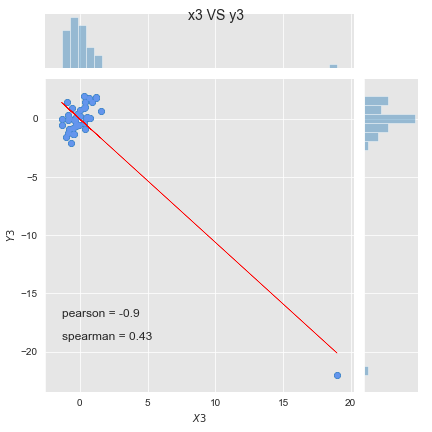 x3 VS y3
0
−5
−10
−15
−20
Y3
pearson = -0.9
spearman = 0.43
0 5 10 15 20
X3